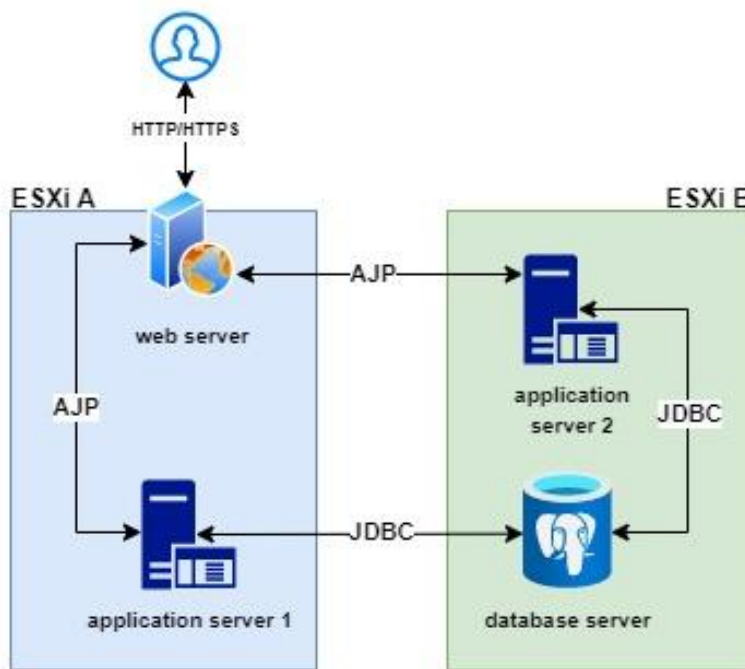 HTTP/HTTPS
ESXi A
ESXi B
AJP
web server
AJP
application
server 2
JDBC
JDBC
application server 1
database server